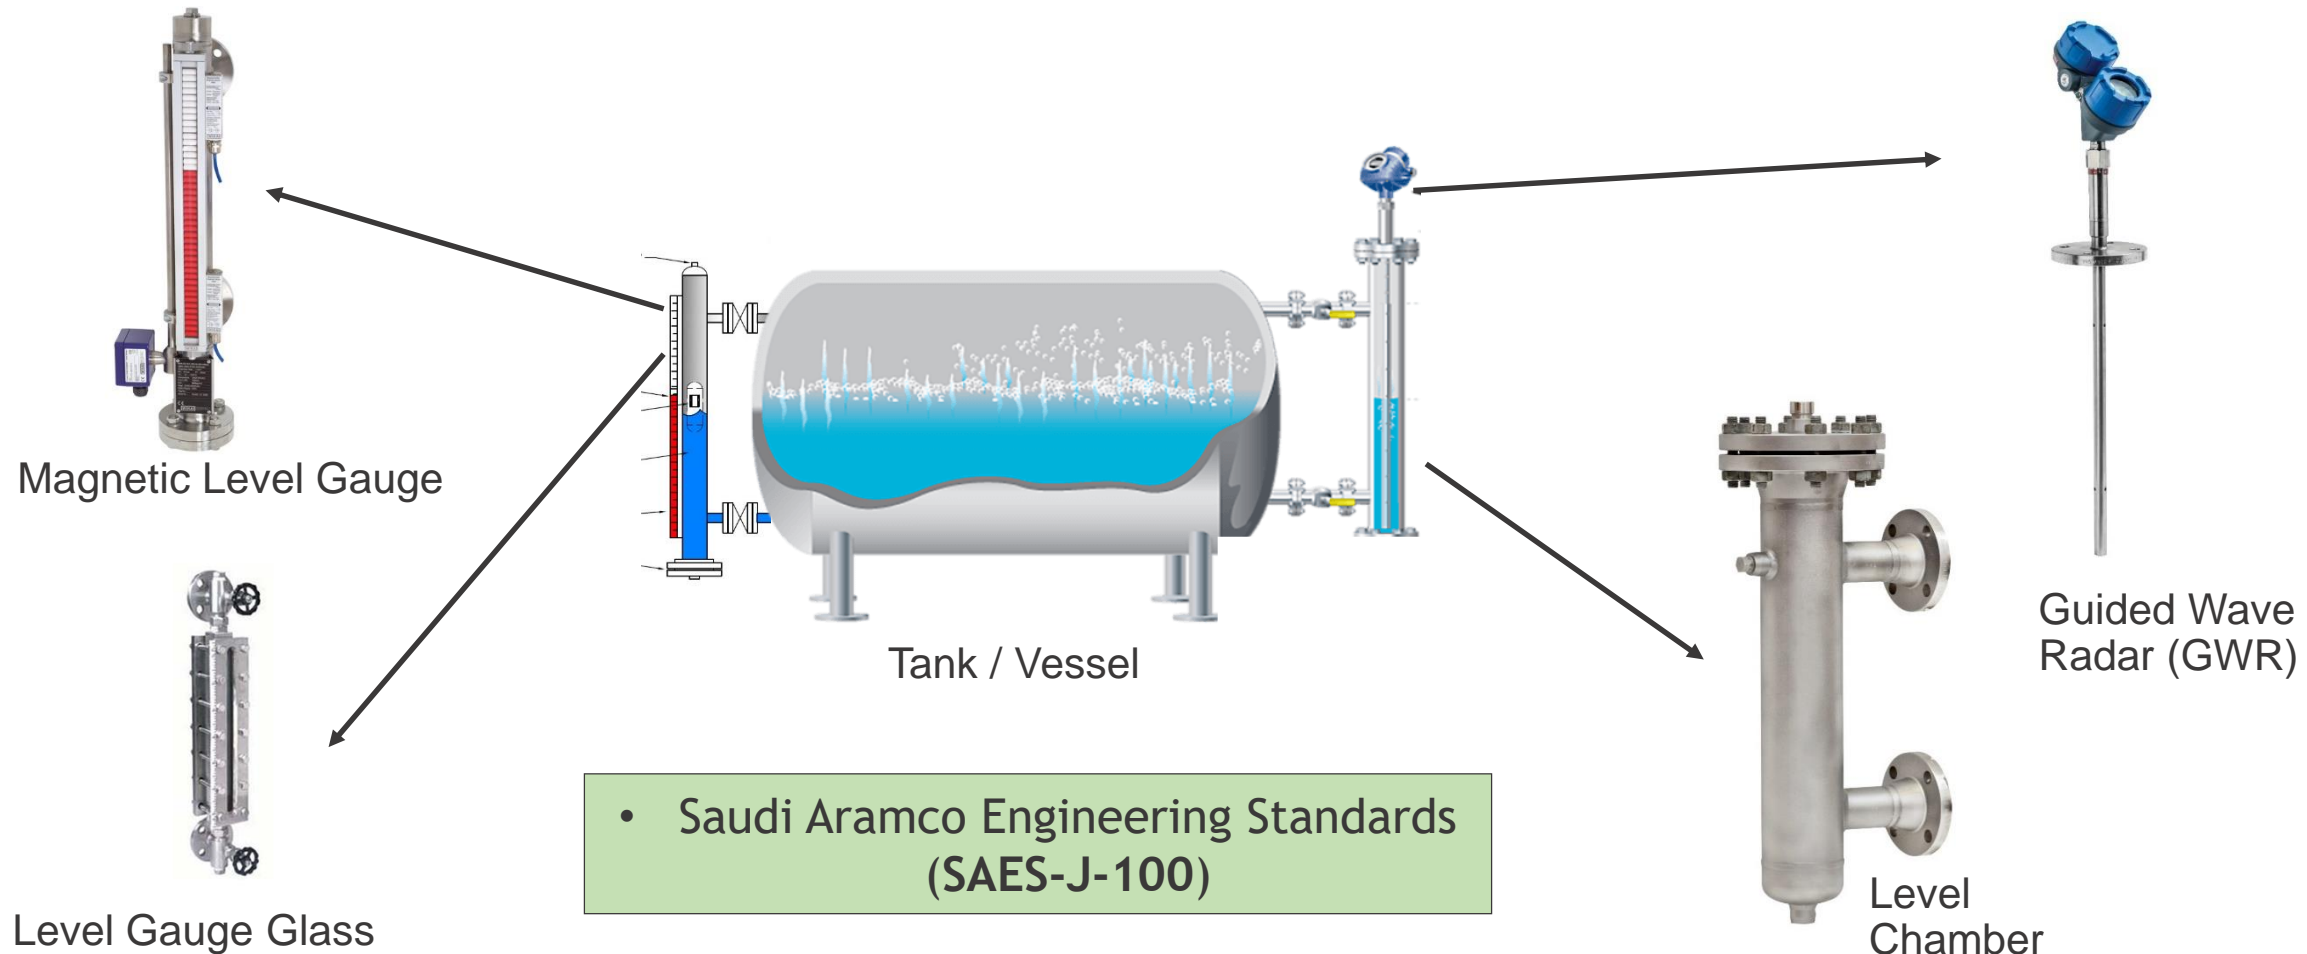 Magnetic Level Gauge
Level Gauge Glass
Tank / Vessel
• Saudi Aramco Engineering Standards
(SAES-J-100)
Guided Wave
Radar (GWR)
Level
Chamber